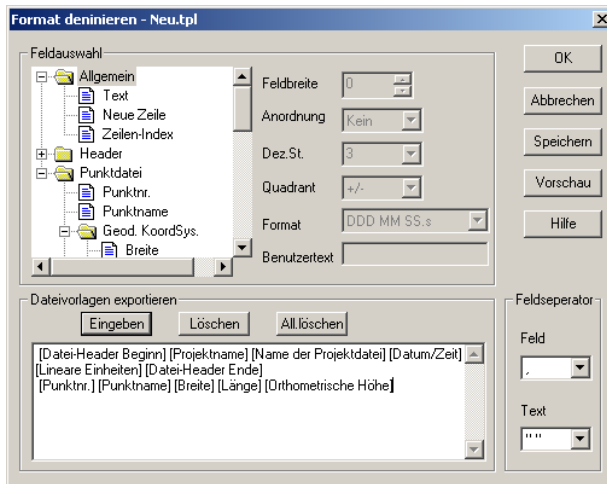 Format deninieren - Neu.tpl
Feldauswahl
Allgemein
Text
Neue Zeile
Zeilen-Index
Header
Punktdatei
Punktnr.
Punktname
Geod. KoordSys.
Breite
Feldbreite 0
Anordnung Kein
Dez.St. 3
Quadrant +/-
Format DDD MM SS.s
Benutzertext
OK
Abbrechen
Speichern
Vorschau
Hilfe
Dateivorlagen exportieren
Eingeben Löschen All.löschen
[Datei-Header Beginn] [Projektname] [Name der Projektdatei] [Datum/Zeit]
[Lineare Einheiten] [Datei-Header Ende]
[Punktnr.] [Punktname] [Breite] [Länge] [Orthometrische Höhe]
Feldseperator
Feld
,
Text
" "